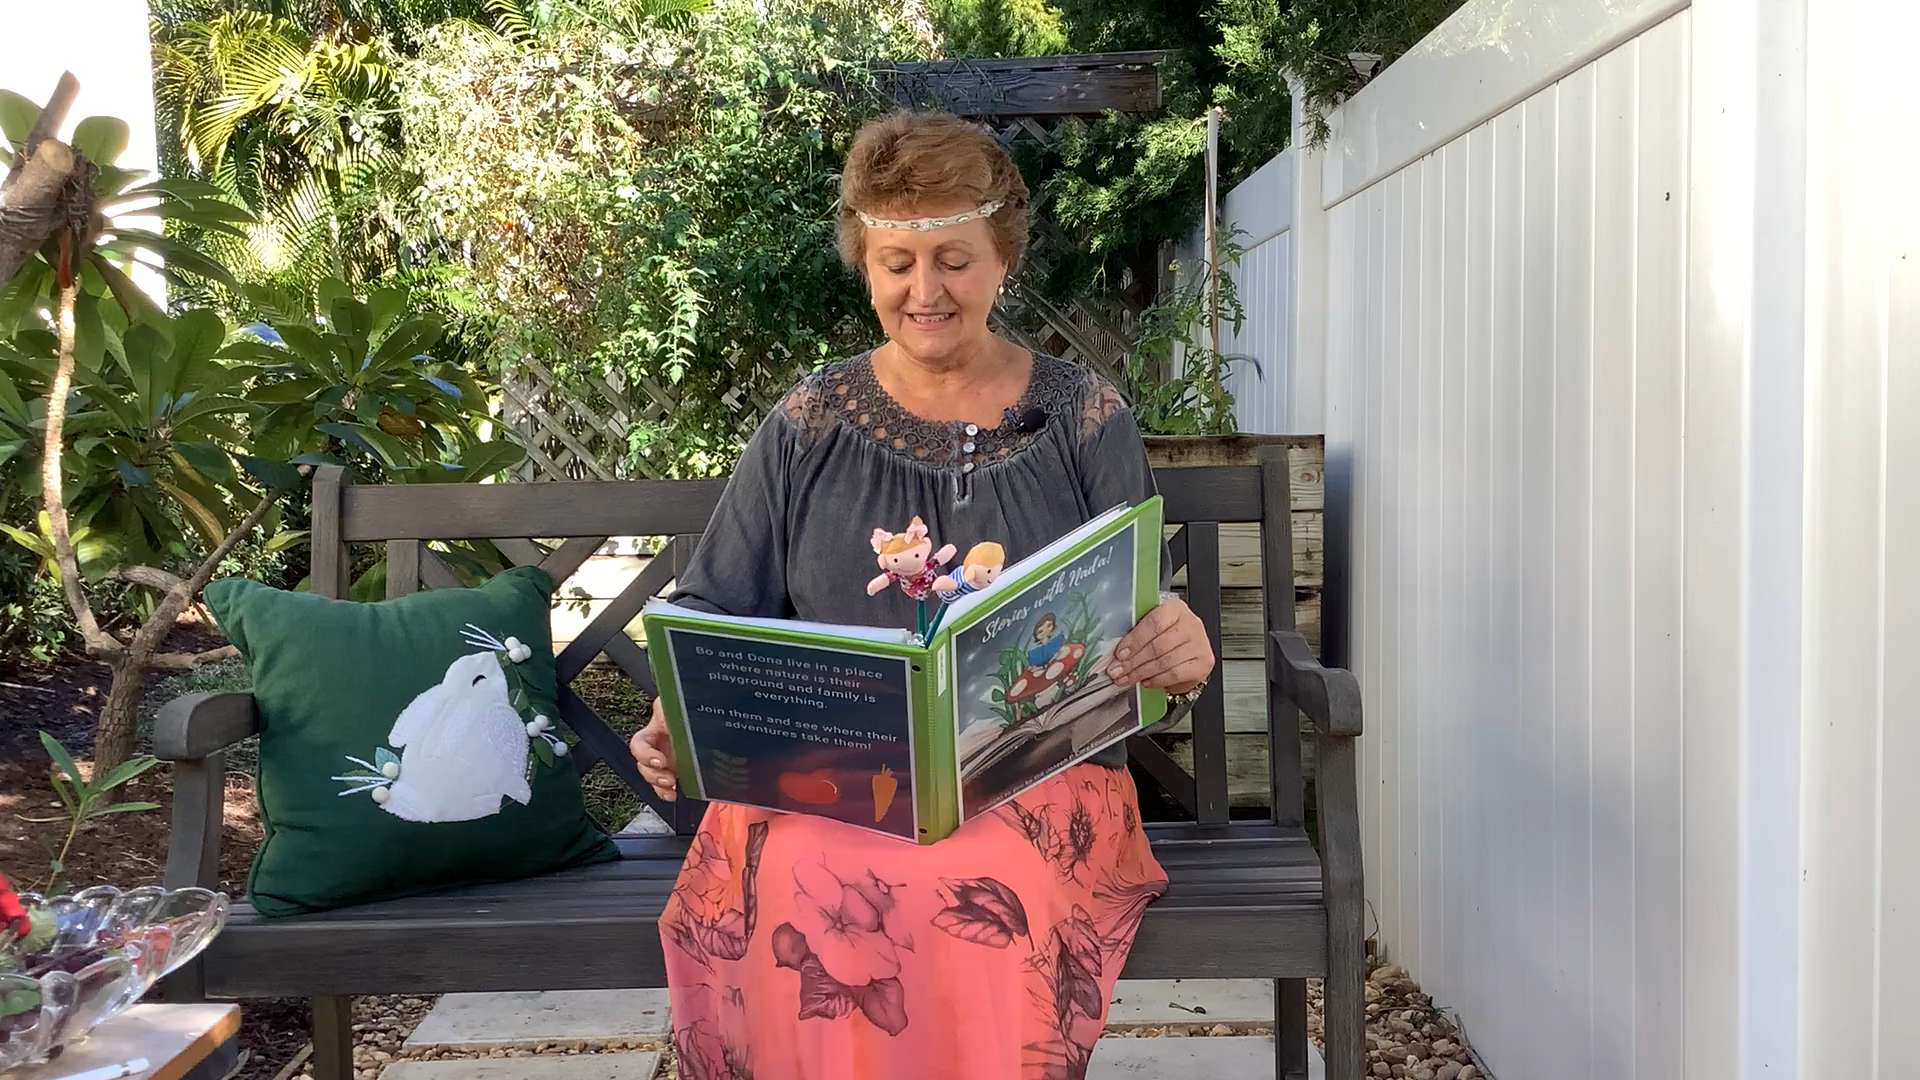 Bo and Dona live in a place
where nature is their
playground and family is
everything.
Join them and see where their
adventures take them!
Stories with Nada!